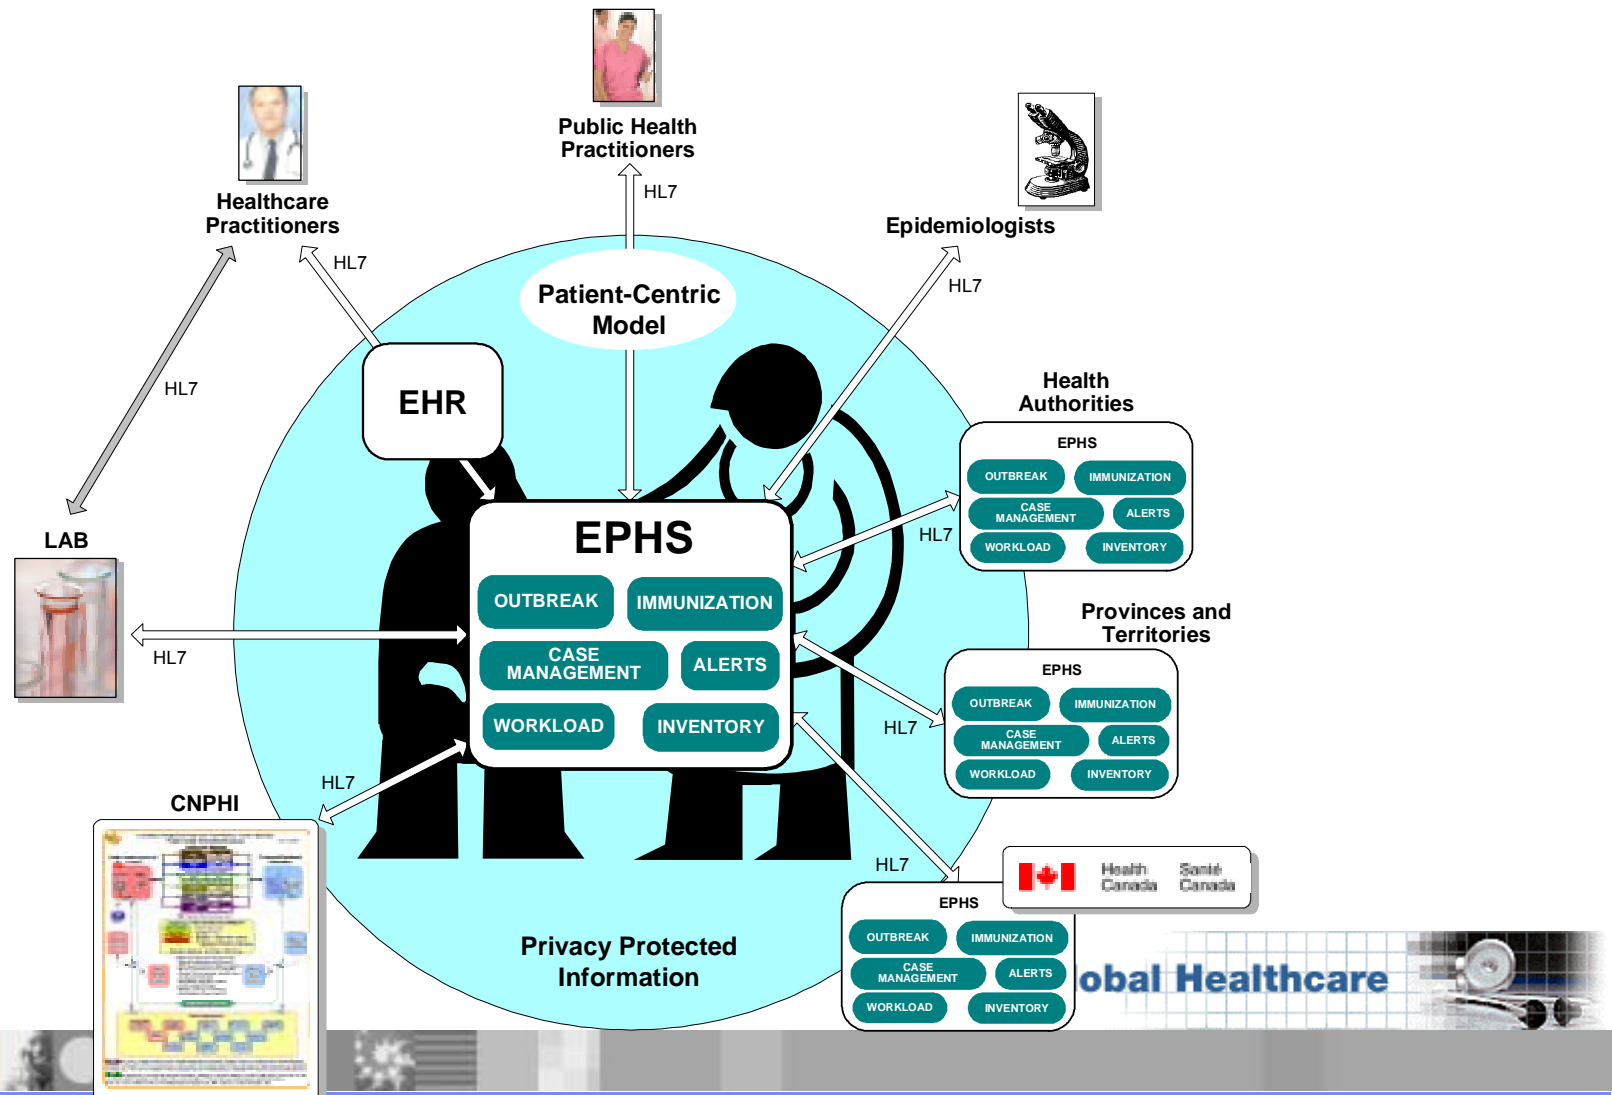 Public Health
Practitioners
HL7
Healthcare
Practitioners
HL7
Epidemiologists
HL7
Patient-Centric
Model
HL7
EHR
LAB
HL7
EPHS
OUTBREAK
IMMUNIZATION
CASE
MANAGEMENT
ALERTS
WORKLOAD
INVENTORY
Health
Authorities
EPHS
OUTBREAK
IMMUNIZATION
CASE
MANAGEMENT
ALERTS
WORKLOAD
INVENTORY
HL7
Provinces and
Territories
EPHS
OUTBREAK
IMMUNIZATION
CASE
MANAGEMENT
ALERTS
WORKLOAD
INVENTORY
HL7
HL7
CNPHI
HL7
Health
Canada
Santé
Canada
EPHS
OUTBREAK
IMMUNIZATION
CASE
MANAGEMENT
ALERTS
WORKLOAD
INVENTORY
Privacy Protected
Information
obal Healthcare